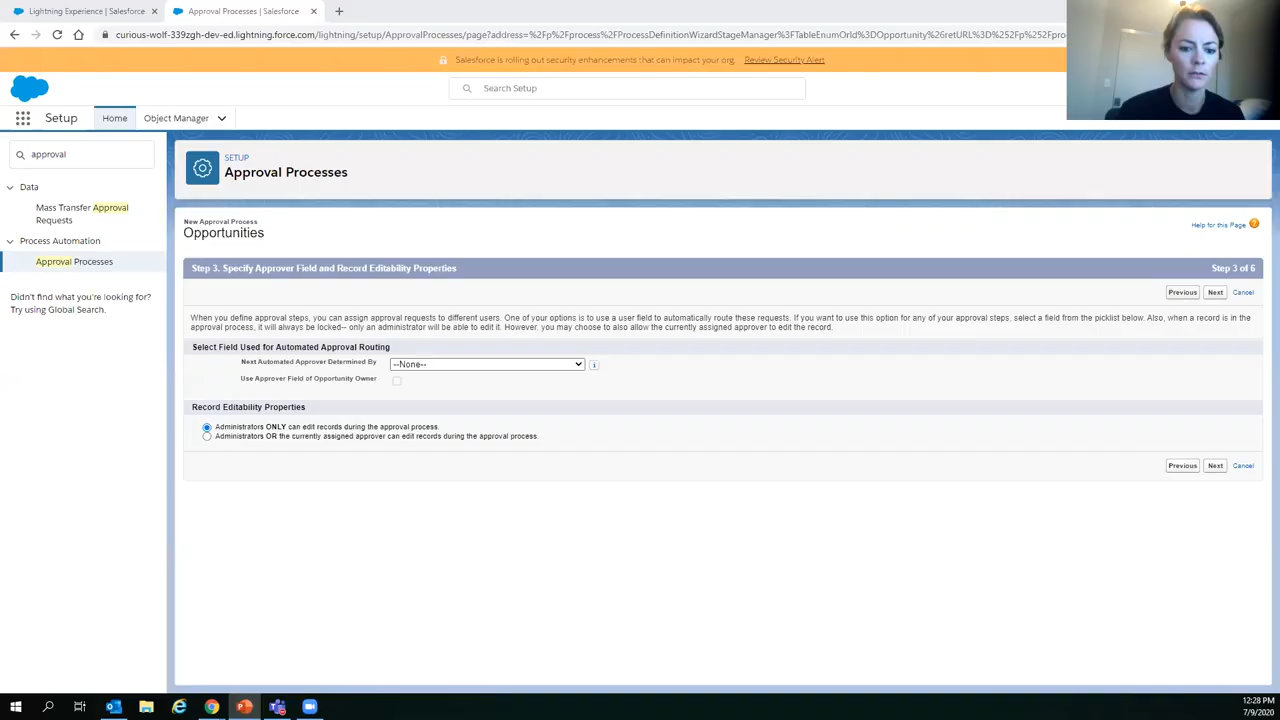 Lightning Experience | Salesforce
Approval Processes | Salesforce
curious-wolf-339zgh-dev-ed.lightning.force.com/lightning/setup/ApprovalProcesses/page?address=%2Fp%2Fprocess%2FProcessDefinitionWizardStageManager%3FTableEnumOrId%3DOpportunity%26retURL%3D%252Fp%252Fproces
Salesforce is rolling out security enhancements that can impact your org. Review Security Alert
Search Setup
Setup
Home
Object Manager
approval
Data
Mass Transfer Approval
Requests
Process Automation
Approval Processes
Didn't find what you're looking for?
Try using Global Search.
SETUP
Approval Processes
New Approval Process
Opportunities
Help for this Page
Step 3. Specify Approver Field and Record Editability Properties
Step 3 of 6
Previous Next Cancel
When you define approval steps, you can assign approval requests to different users. One of your options is to use a user field to automatically route these requests. If you want to use this option for any of your approval steps, select a field from the picklist below. Also, when a record is in the
approval process, it will always be locked-- only an administrator will be able to edit it. However, you may choose to also allow the currently assigned approver to edit the record.
Select Field Used for Automated Approval Routing
Next Automated Approver Determined By --None--
Use Approver Field of Opportunity Owner
Record Editability Properties
Administrators ONLY can edit records during the approval process.
Administrators OR the currently assigned approver can edit records during the approval process.
Previous Next Cancel
12:28 PM
7/9/2020